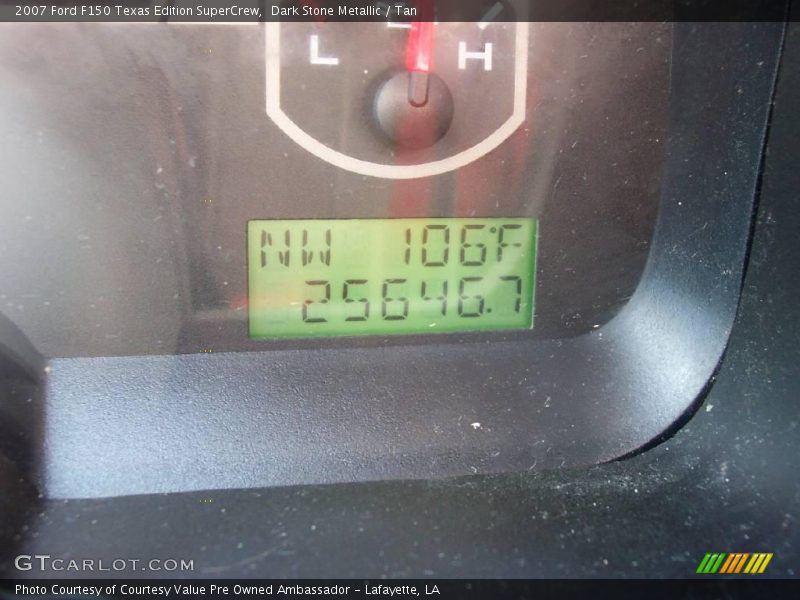 2007 Ford F150 Texas Edition SuperCrew, Dark Stone Metallic / Tan
L H
NW 106°F
25646.7
GTCARLOT.COM
Photo Courtesy of Courtesy Value Pre Owned Ambassador - Lafayette, LA